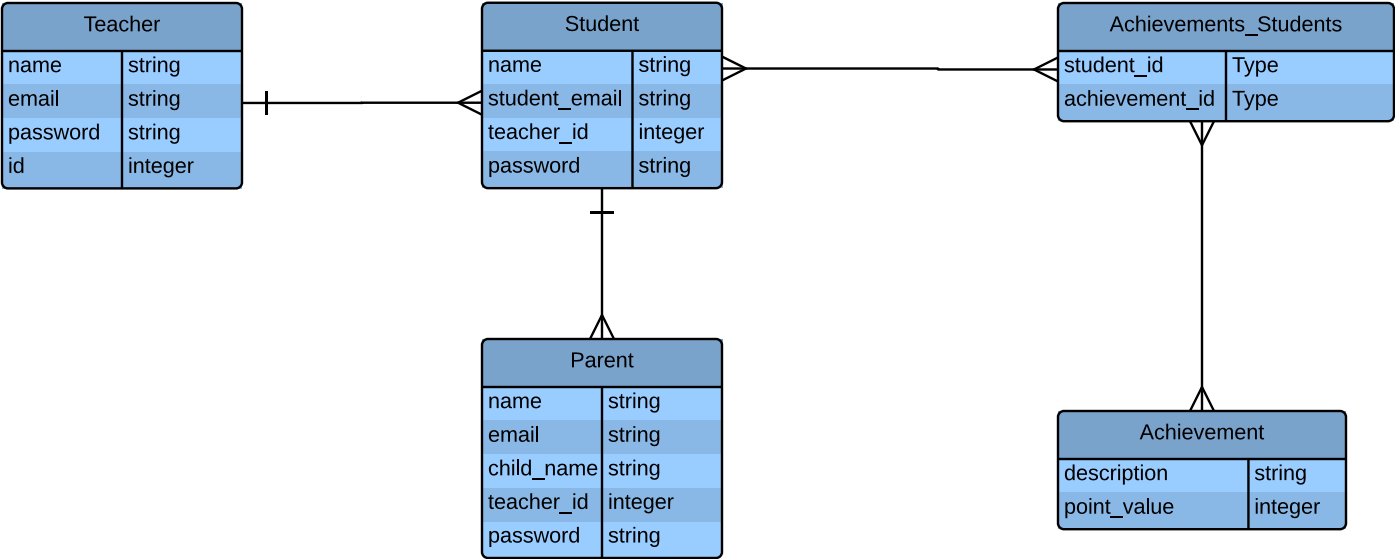 Teacher
name string
email string
password string
id integer
Student
name string
student_email string
teacher_id integer
password string
Achievements_Students
student_id Type
achievement_id Type
Parent
name string
email string
child_name string
teacher_id integer
password string
Achievement
description string
point_value integer